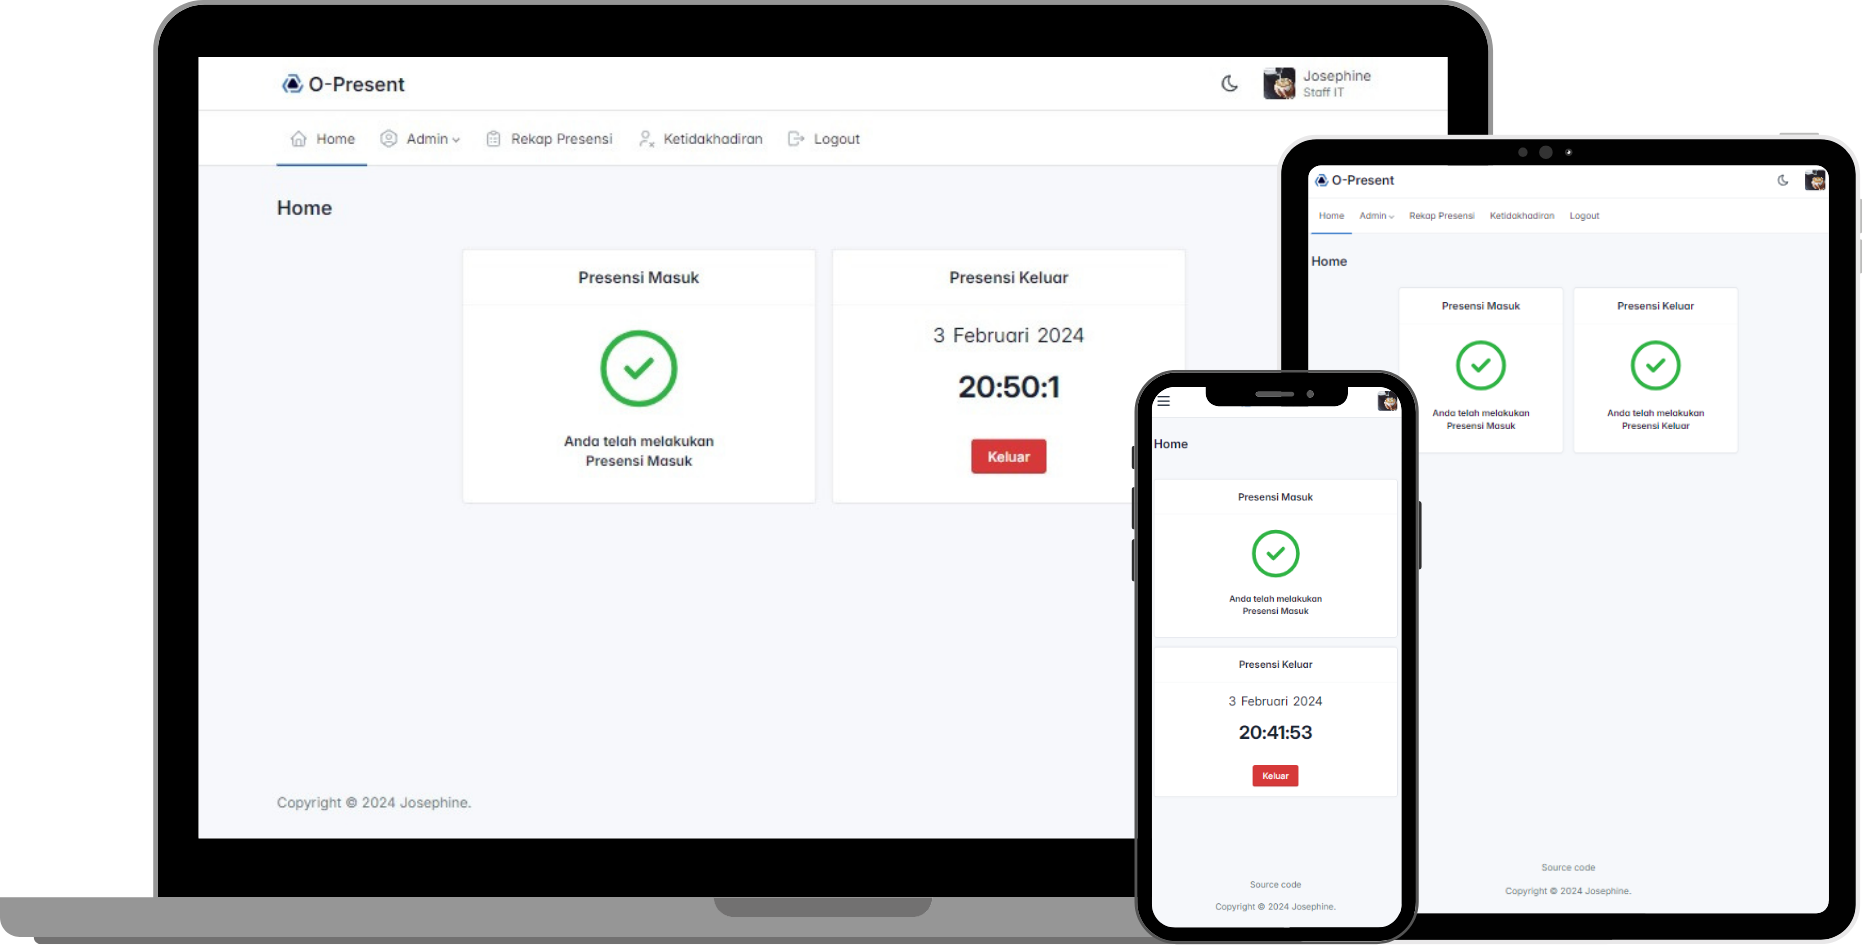 O-Present
Josephine
Staff IT
Home Admin Rekap Presensi Ketidakhadiran Logout
Home
Presensi Masuk
Anda telah melakukan
Presensi Masuk
Presensi Keluar
3 Februari 2024
20:50:1
Keluar
Copyright © 2024 Josephine.
O-Present
Home Admin Rekap Presensi Ketidakhadiran Logout
Home
Presensi Masuk
Anda telah melakukan
Presensi Masuk
Presensi Keluar
Anda telah melakukan
Presensi Keluar
Source code
Copyright © 2024 Josephine.
Home
Presensi Masuk
Anda telah melakukan
Presensi Masuk
Presensi Keluar
3 Februari 2024
20:41:53
Keluar
Source code
Copyright © 2024 Josephine.